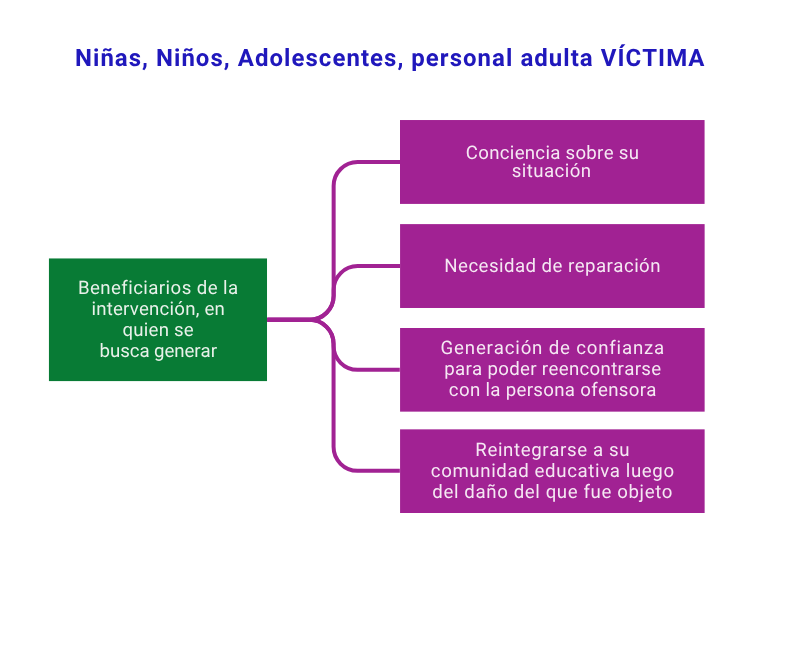 Niñas, Niños, Adolescentes, personal adulta VÍCTIMA
Beneficiarios de la
intervención, en
quien se
busca generar
Conciencia sobre su
situación
Necesidad de reparación
Generación de confianza
para poder reencontrarse
con la persona ofensora
Reintegrarse a su
comunidad educativa luego
del daño del que fue objeto